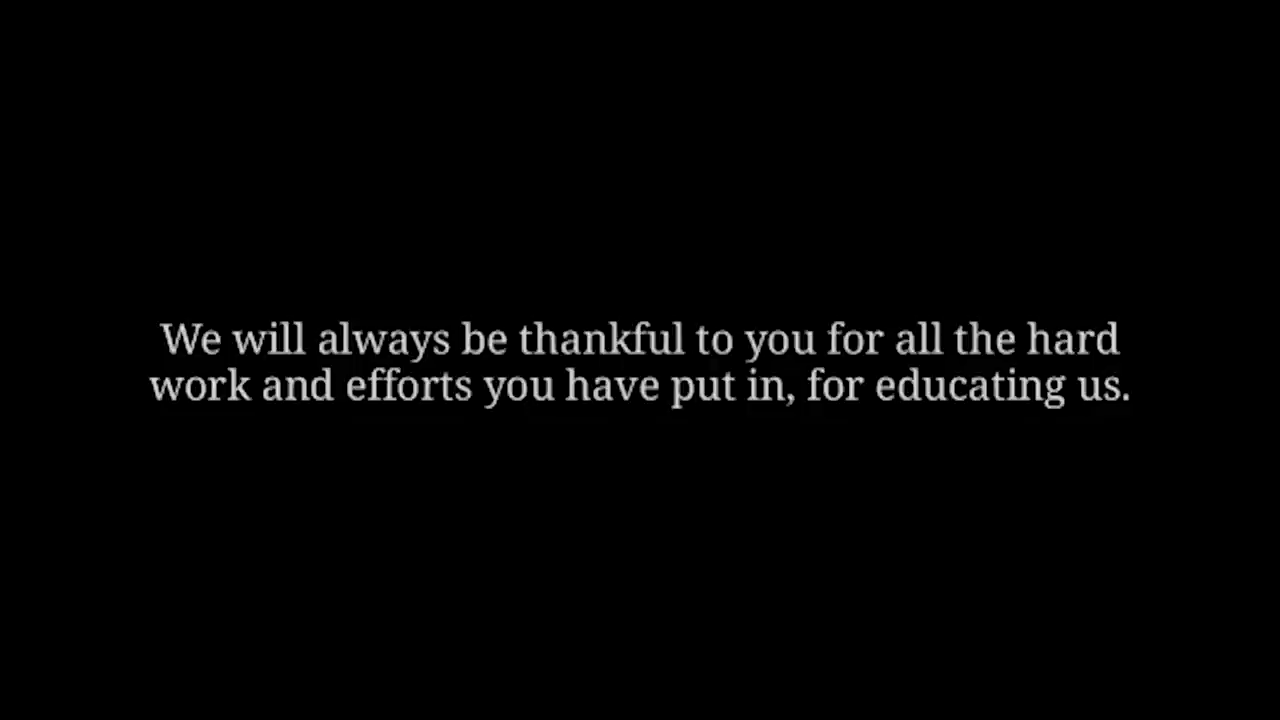 We will always be thankful to you for all the hard
work and efforts you have put in, for educating us.